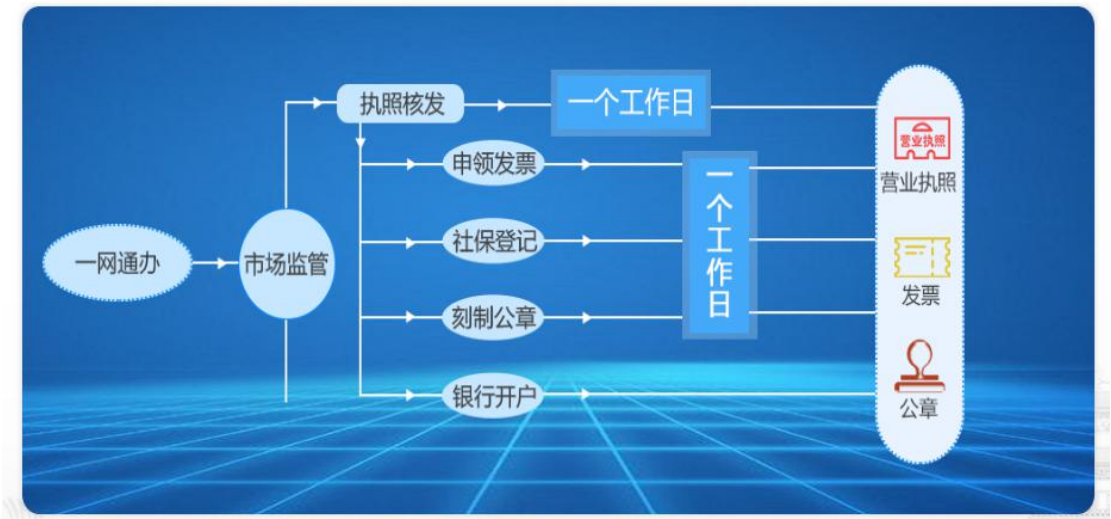 一网通办
市场监管
执照核发
一个工作日
申领发票
社保登记
刻制公章
银行开户
一个工作日
营业执照
营业执照
发票
公章